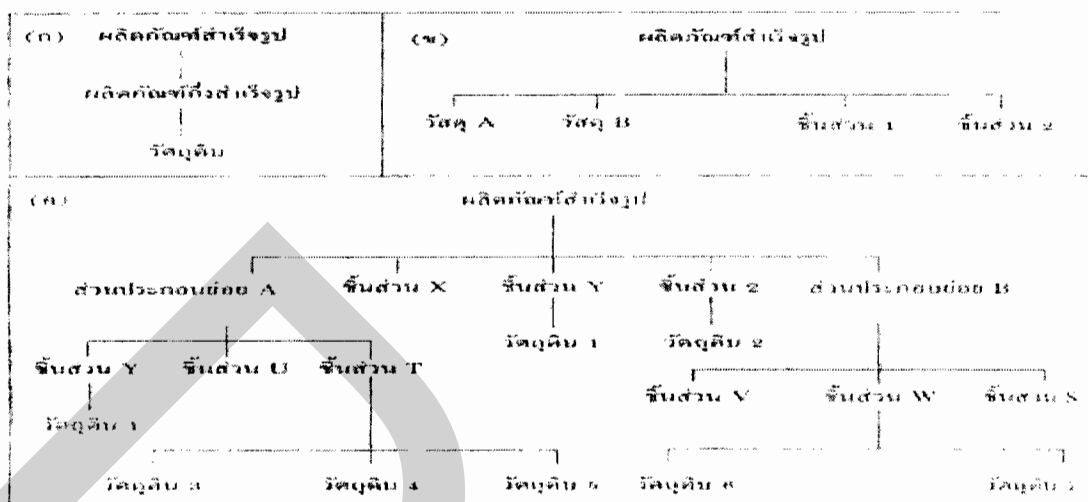 (ก) ผลิตภัณฑ์สำเร็จรูป
ผลิตภัณฑ์กึ่งสำเร็จรูป
วัตถุดิบ
(ข) ผลิตภัณฑ์สำเร็จรูป
วัสดุ A วัสดุ B ชิ้นส่วน 1 ชิ้นส่วน 2
(ค) ผลิตภัณฑ์สำเร็จรูป
ส่วนประกอบย่อย A ชิ้นส่วน X ชิ้นส่วน Y ชิ้นส่วน 2 ส่วนประกอบย่อย B
วัตถุดิบ 1 วัตถุดิบ 2
ชิ้นส่วน Y ชิ้นส่วน U ชิ้นส่วน T
ชิ้นส่วน V ชิ้นส่วน W ชิ้นส่วน S
วัตถุดิบ 1
วัตถุดิบ 3 วัตถุดิบ 4 วัตถุดิบ 5 วัตถุดิบ 6 วัตถุดิบ